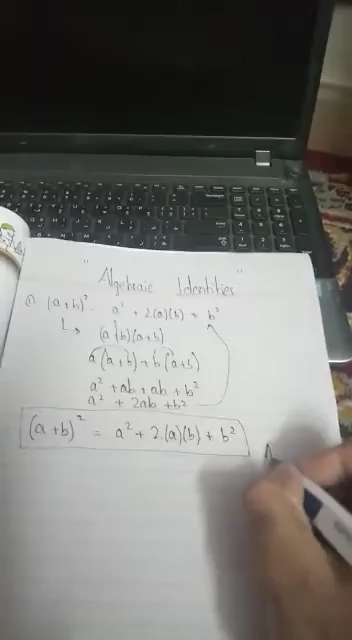 "Algebraic Identities"
1) (a+b)² = a² + 2(a)(b) + b²
↳ (a+b)(a+b)
a(a+b)+b(a+b)
a² + ab + ab + b²
a² + 2ab + b²
(a+b)² = a² + 2.(a)(b) + b²